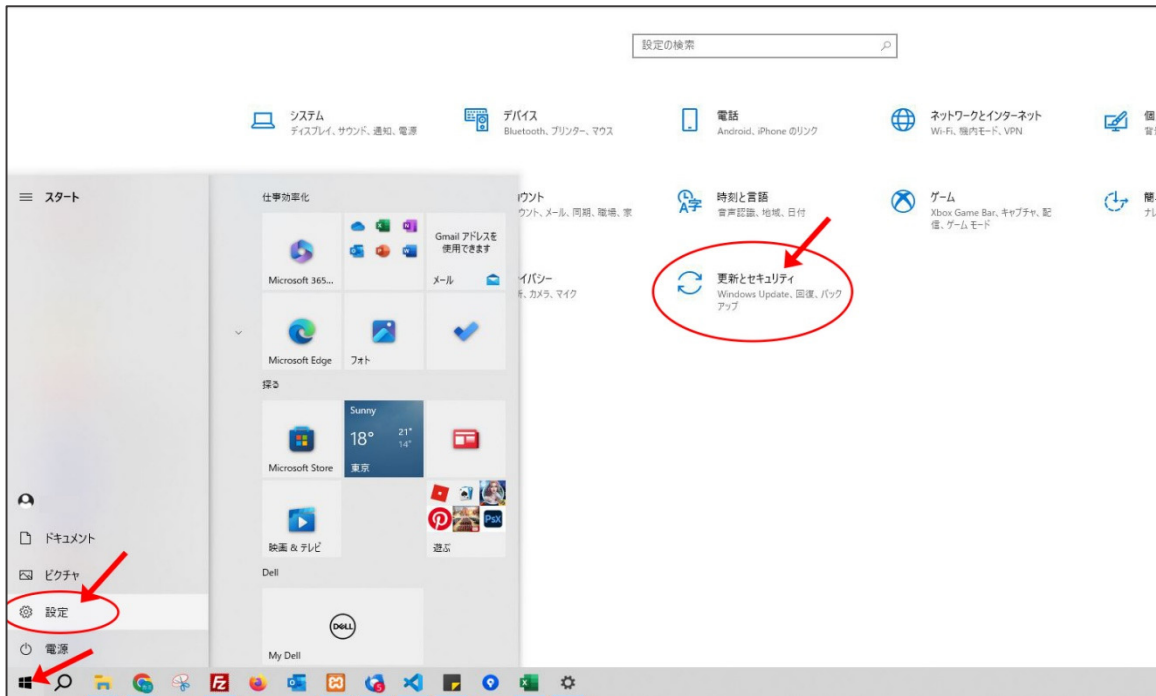 設定の検索
システム
ディスプレイ、サウンド、通知、電源
デバイス
Bluetooth、プリンター、マウス
電話
Android、iPhone のリンク
ネットワークとインターネット
Wi-Fi、機内モード、VPN
個
スタート
仕事効率化
カウント
ウント、メール、同期、職場、家
時刻と言語
音声認識、地域、日付
ゲーム
Xbox Game Bar、キャプチャ、配
信、ゲーム モード
Microsoft 365...
Gmail アドレスを
使用できます
メール
イバシー
カメラ、マイク
更新とセキュリティ
Windows Update、回復、バック
アップ
Microsoft Edge
フォト
探る
Microsoft Store
Sunny
18°
21°
14°
東京
映画 & テレビ
PsX
遊ぶ
ドキュメント
ピクチャ
設定
電源
Dell
DELL
My Dell